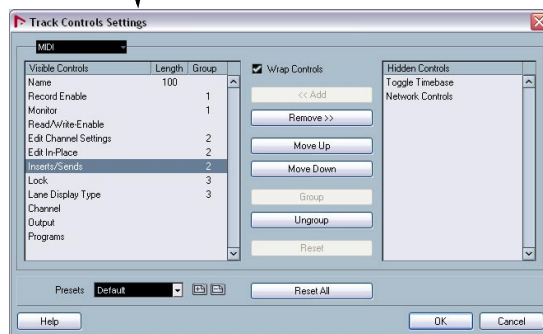 Track Controls Settings
MIDI
Visible Controls Length Group
Name 100
Record Enable 1
Monitor 1
Read/Write-Enable
Edit Channel Settings 2
Edit In-Place 2
Inserts/Sends 2
Lock 3
Lane Display Type 3
Channel
Output
Programs
Wrap Controls
<< Add
Remove >>
Move Up
Move Down
Group
Ungroup
Reset
Hidden Controls
Toggle Timebase
Network Controls
Presets Default
Reset All
Help
OK
Cancel